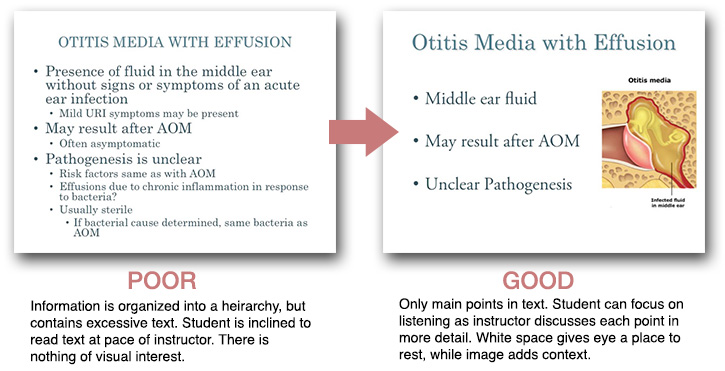 OTITIS MEDIA WITH EFFUSION
• Presence of fluid in the middle ear
without signs or symptoms of an acute
ear infection
• Mild URI symptoms may be present
• May result after AOM
• Often asymptomatic
• Pathogenesis is unclear
• Risk factors same as with AOM
• Effusions due to chronic inflammation in response
to bacteria?
• Usually sterile
• If bacterial cause determined, same bacteria as
AOM
POOR
Information is organized into a heirarchy, but
contains excessive text. Student is inclined to
read text at pace of instructor. There is
nothing of visual interest.
Otitis Media with Effusion
• Middle ear fluid
• May result after AOM
• Unclear Pathogenesis
Otitis media
Infected fluid
in middle ear
GOOD
Only main points in text. Student can focus on
listening as instructor discusses each point in
more detail. White space gives eye a place to
rest, while image adds context.